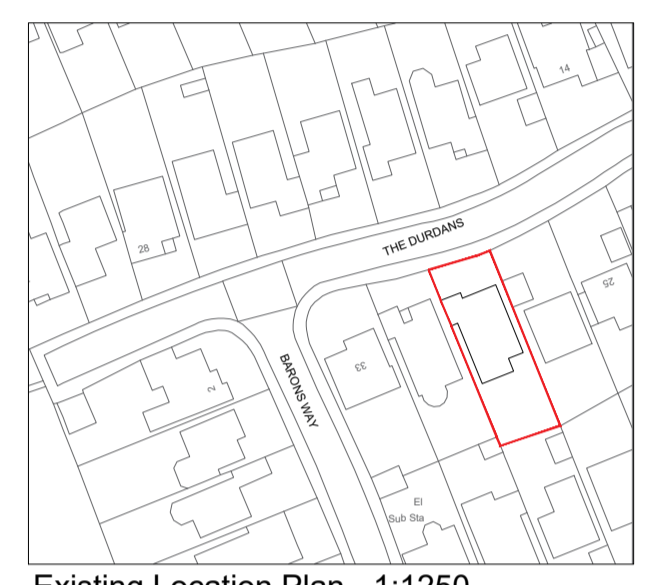 14
THE DURDANS
28
25
33
BARONS WAY
2
El
Sub Sta
Existing Location Plan - 1:1250